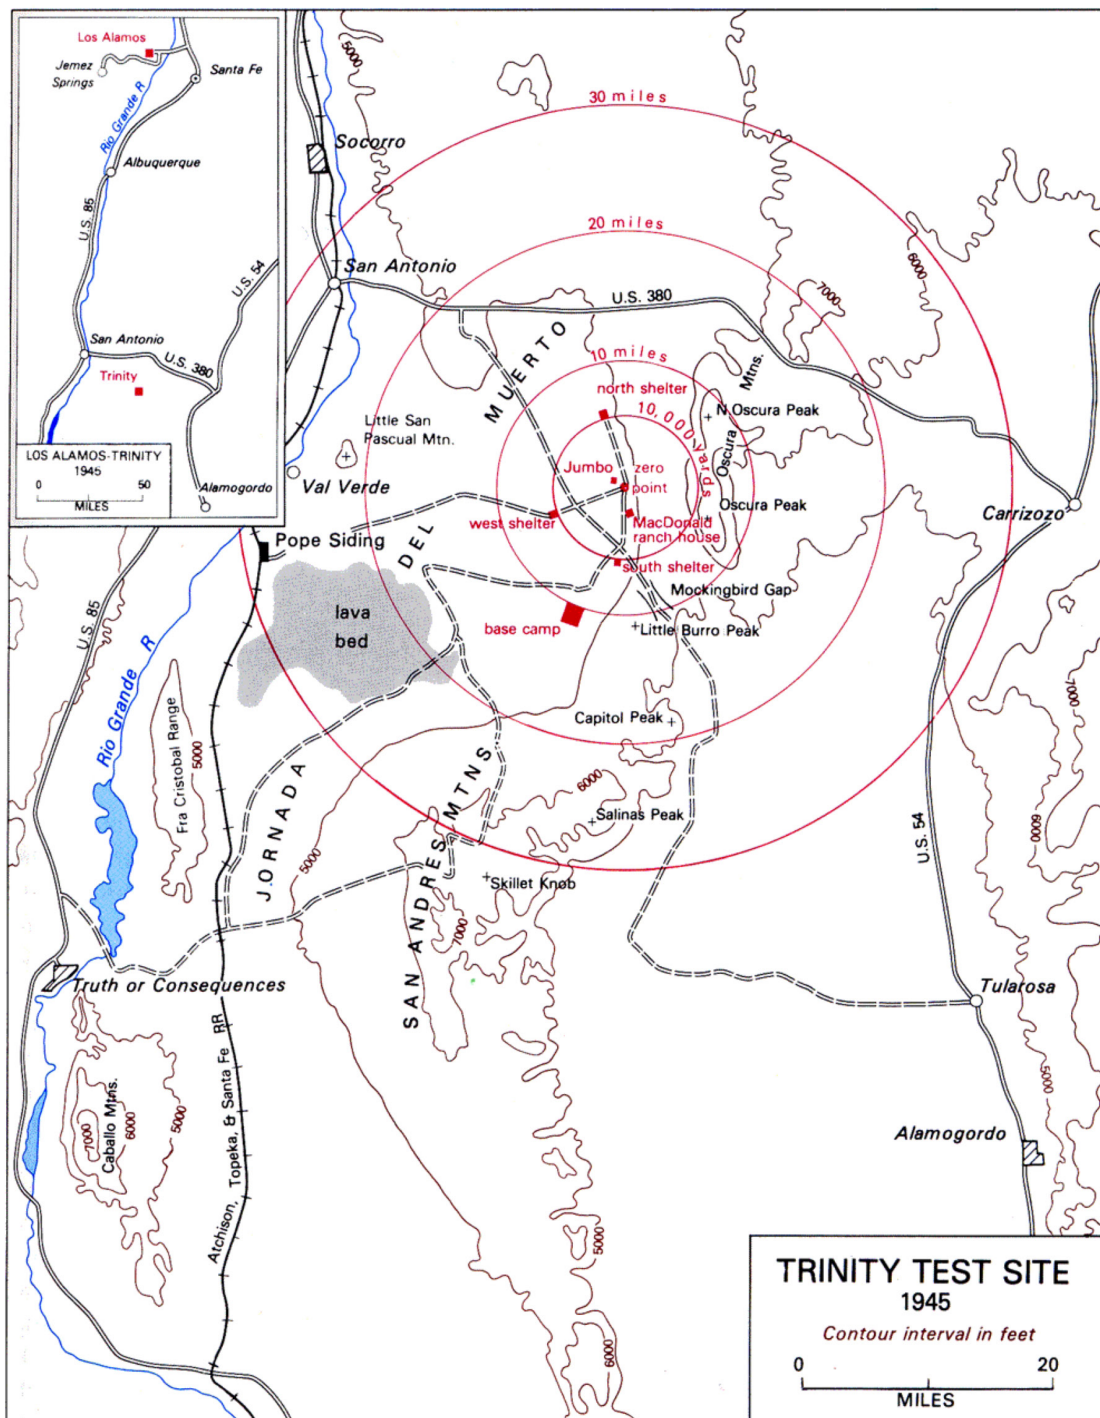 Los Alamos
Jemez
Springs
Santa Fe
Rio Grande R
Albuquerque
U.S. 85
U.S. 54
San Antonio
U.S. 380
Trinity
LOS ALAMOS-TRINITY
1945
0 50
MILES
Alamogordo
5000
30 miles
Socorro
20 miles
6000
San Antonio
7000
U.S. 380
MUERTO
10 miles
Mtns.
north shelter
10,000 yards
N Oscura Peak
Little San
Pascual Mtn.
Oscura
Jumbo
zero
point
Val Verde
Oscura Peak
Carrizozo
west shelter
MacDonald
ranch house
Pope Siding
DEL
south shelter
Mockingbird Gap
lava
bed
U.S. 85
base camp
Little Burro Peak
Rio Grande R
7000
Fra Cristobal Range
5000
Capitol Peak
JORNADA
6000
Salinas Peak
6000
U.S. 54
5000
SAN ANDRES MTNS.
Skillet Knob
7000
Truth or Consequences
Tularosa
Atchison, Topeka, & Santa Fe RR
5000
Caballo Mtns.
7000
6000
5000
Alamogordo
5000
6000
TRINITY TEST SITE
1945
Contour interval in feet
0 20
MILES